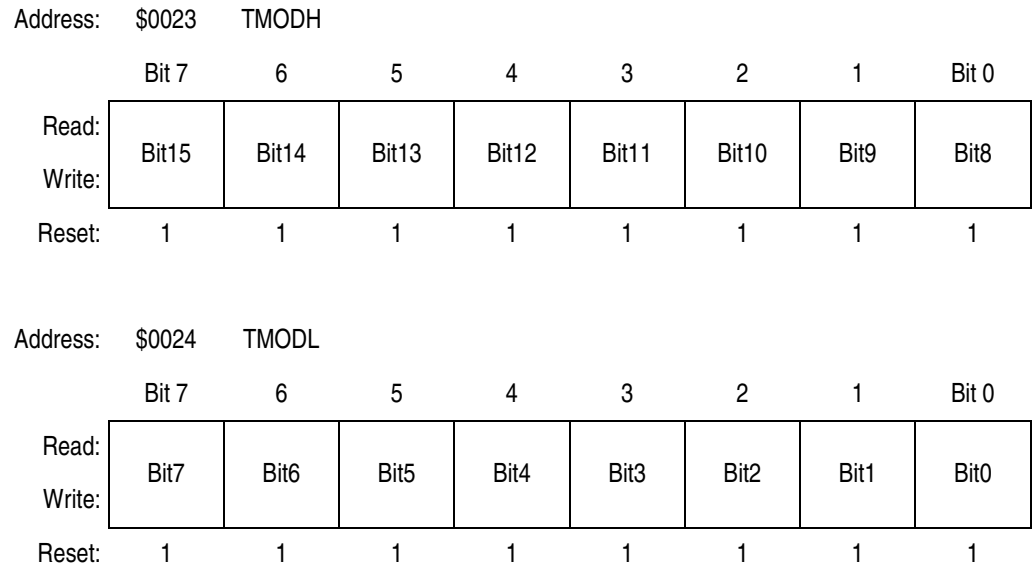 Address: $0023 TMODH
Bit 7 6 5 4 3 2 1 Bit 0
Read:
Bit15 Bit14 Bit13 Bit12 Bit11 Bit10 Bit9 Bit8
Write:
Reset: 1 1 1 1 1 1 1 1
Address: $0024 TMODL
Bit 7 6 5 4 3 2 1 Bit 0
Read:
Bit7 Bit6 Bit5 Bit4 Bit3 Bit2 Bit1 Bit0
Write:
Reset: 1 1 1 1 1 1 1 1